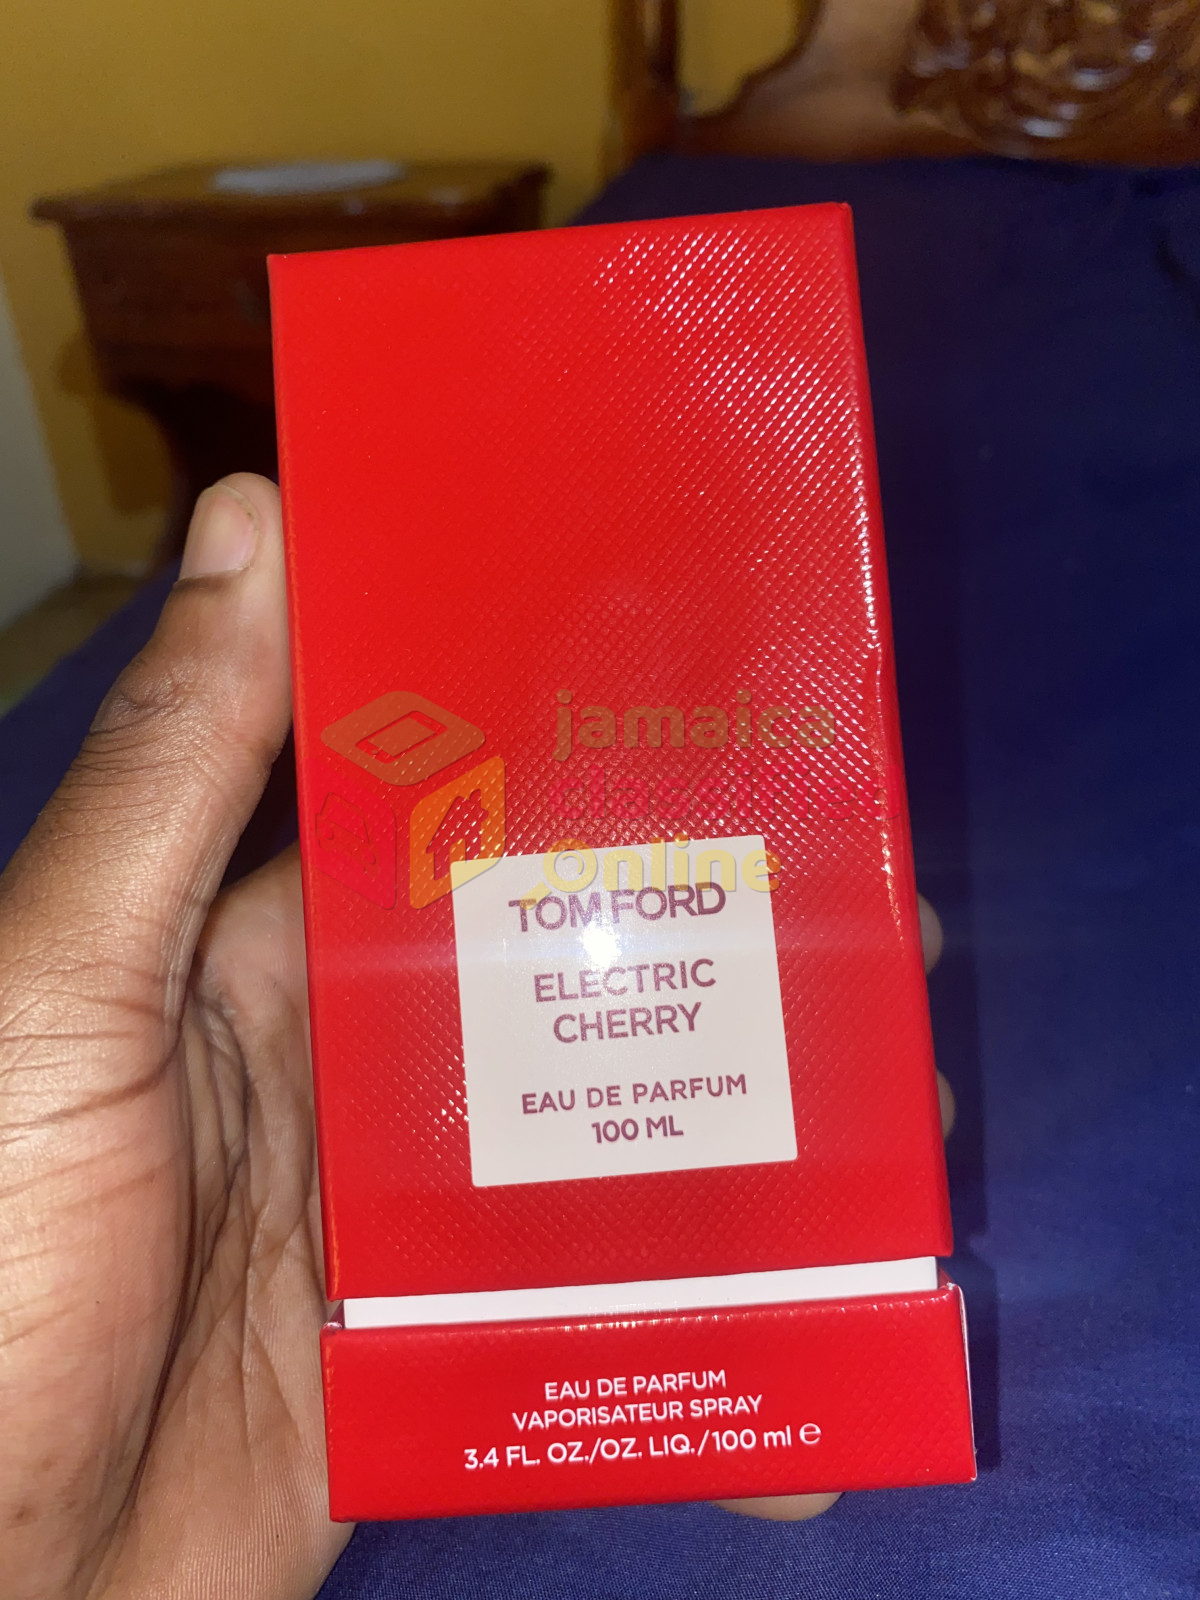 jamaica
classifieds
Online
TOM FORD
ELECTRIC
CHERRY
EAU DE PARFUM
100 ML
EAU DE PARFUM
VAPORISATEUR SPRAY
3.4 FL. OZ./OZ. LIQ./100 ml ℮